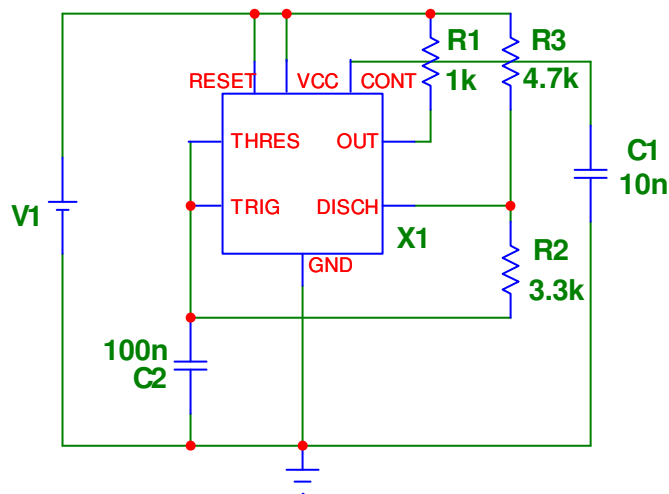 R1
1k
R3
4.7k
RESET
VCC
CONT
THRES
OUT
C1
10n
V1
TRIG
DISCH
X1
GND
R2
3.3k
100n
C2